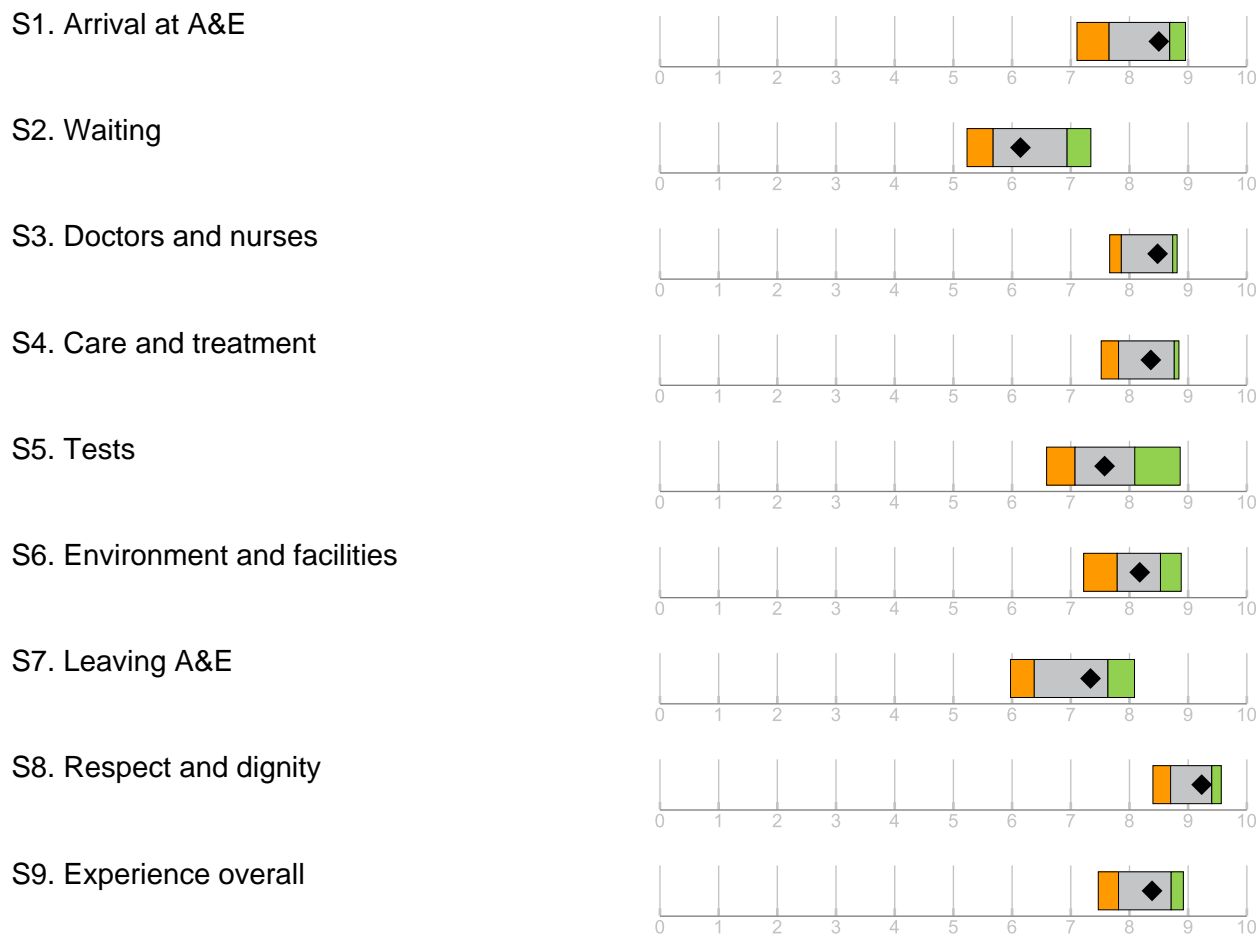 S1. Arrival at A&E
0 1 2 3 4 5 6 7 8 9 10
S2. Waiting
0 1 2 3 4 5 6 7 8 9 10
S3. Doctors and nurses
0 1 2 3 4 5 6 7 8 9 10
S4. Care and treatment
0 1 2 3 4 5 6 7 8 9 10
S5. Tests
0 1 2 3 4 5 6 7 8 9 10
S6. Environment and facilities
0 1 2 3 4 5 6 7 8 9 10
S7. Leaving A&E
0 1 2 3 4 5 6 7 8 9 10
S8. Respect and dignity
0 1 2 3 4 5 6 7 8 9 10
S9. Experience overall
0 1 2 3 4 5 6 7 8 9 10